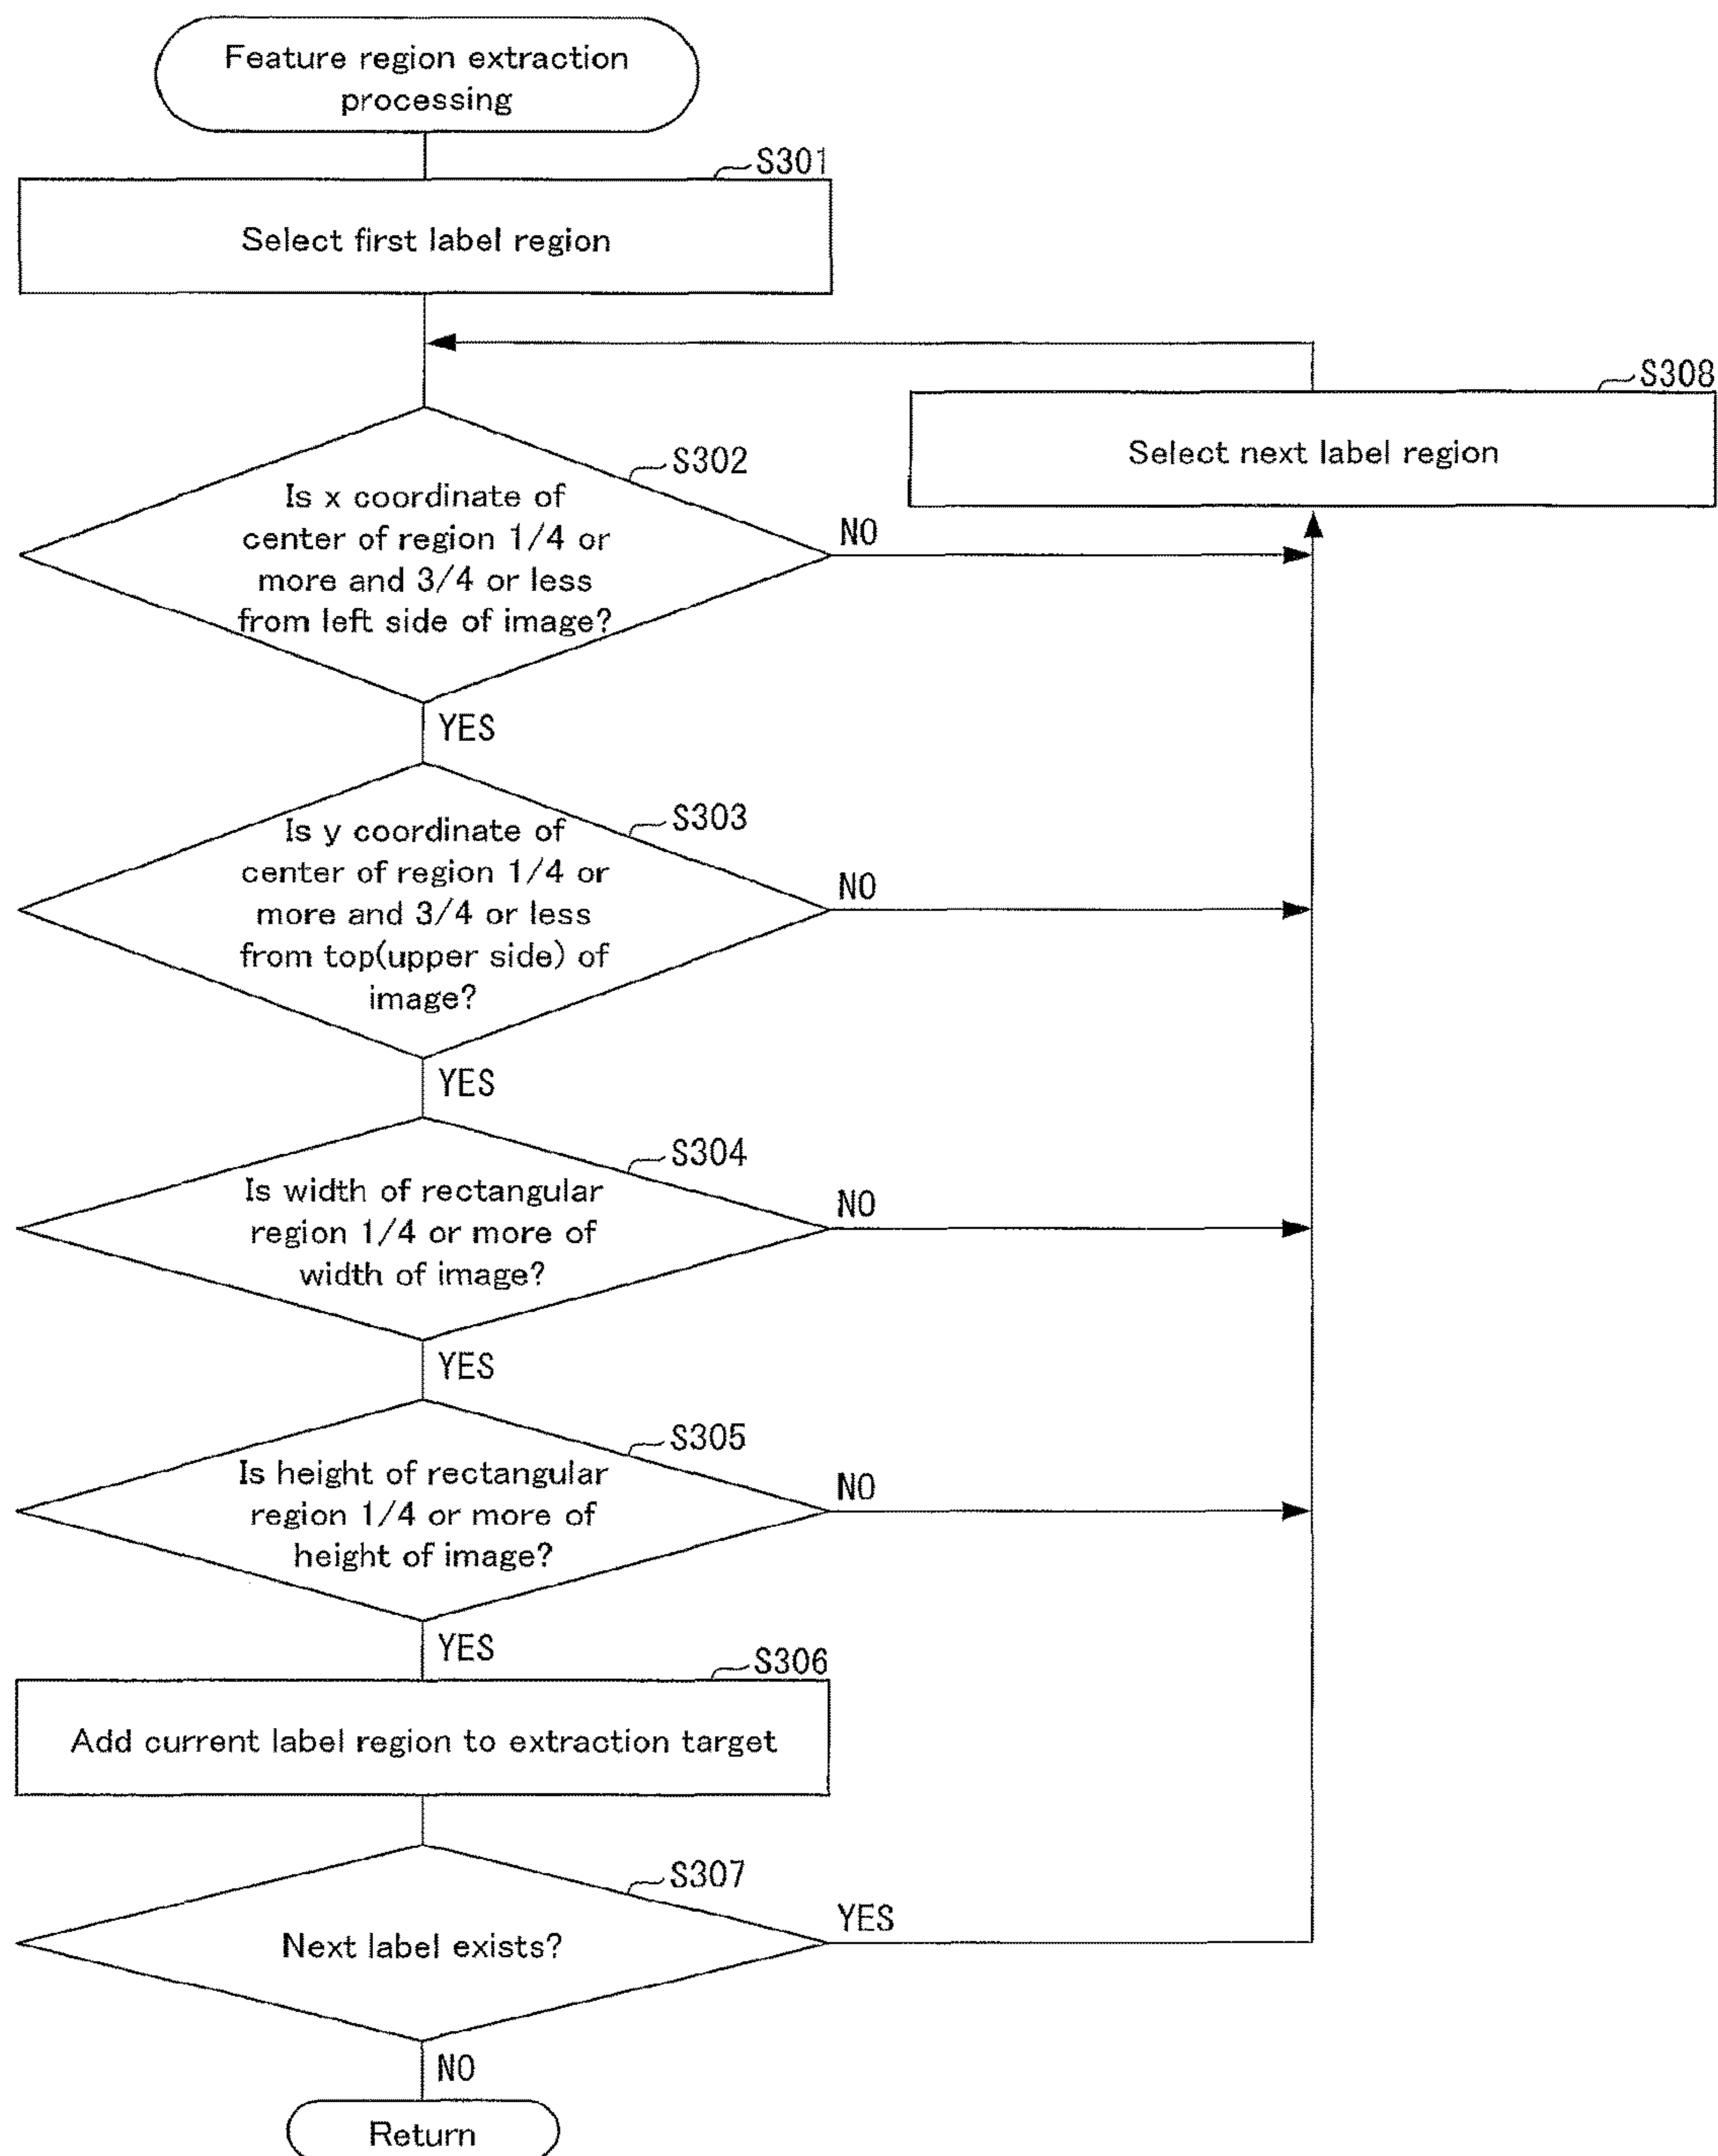 Feature region extraction
processing
S301
Select first label region
S308
Select next label region
S302
Is x coordinate of
center of region 1/4 or
more and 3/4 or less
from left side of image?
NO
YES
S303
Is y coordinate of
center of region 1/4 or
more and 3/4 or less
from top(upper side) of
image?
NO
YES
S304
Is width of rectangular
region 1/4 or more of
width of image?
NO
YES
S305
Is height of rectangular
region 1/4 or more of
height of image?
NO
YES
S306
Add current label region to extraction target
S307
Next label exists?
YES
NO
Return